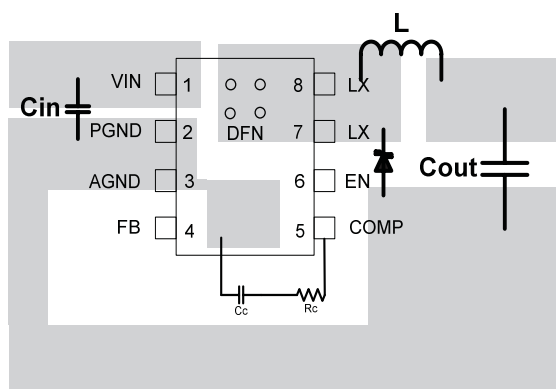 L
VIN 1 8 LX
Cin
PGND 2 DFN 7 LX
AGND 3 6 EN Cout
FB 4 5 COMP
Cc Rc